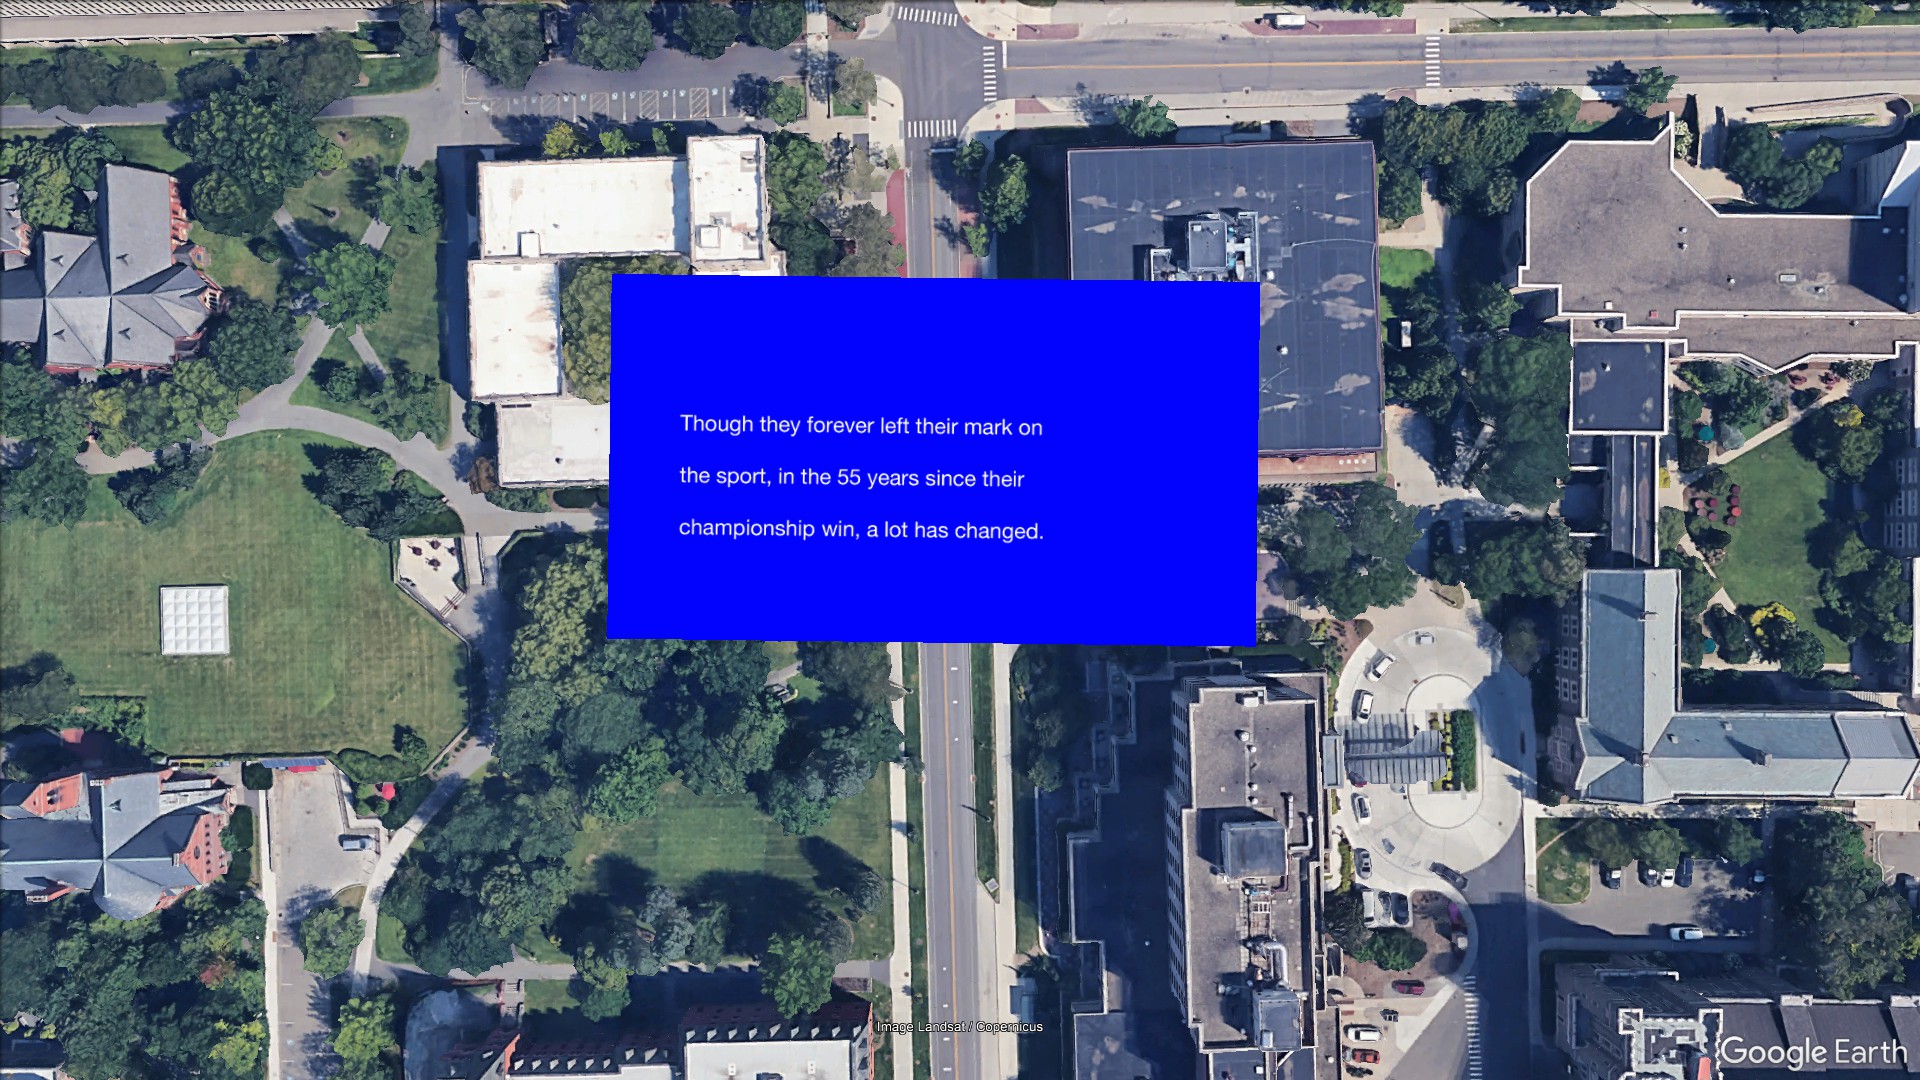 Though they forever left their mark on
the sport, in the 55 years since their
championship win, a lot has changed.
Image Landsat / Copernicus
Google Earth